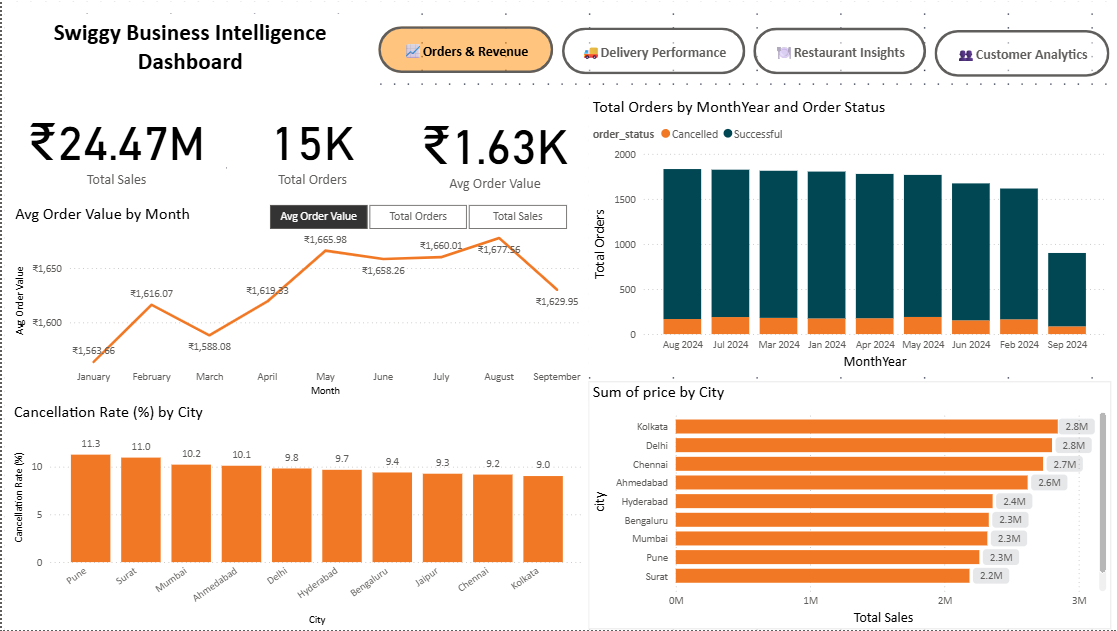 Swiggy Business Intelligence
Dashboard
Orders & Revenue
Delivery Performance
Restaurant Insights
Customer Analytics
₹24.47M
Total Sales
15K
Total Orders
₹1.63K
Avg Order Value
Avg Order Value by Month
Avg Order Value
Total Orders
Total Sales
Avg Order Value
₹1,650
₹1,600
₹1,563.66
₹1,616.07
₹1,588.08
₹1,619.33
₹1,665.98
₹1,658.26
₹1,660.01
₹1,677.56
₹1,629.95
January
February
March
April
May
June
July
August
September
Month
Total Orders by MonthYear and Order Status
order_status Cancelled Successful
Total Orders
2000
1500
1000
500
0
Aug 2024
Jul 2024
Mar 2024
Jan 2024
Apr 2024
May 2024
Jun 2024
Feb 2024
Sep 2024
MonthYear
Cancellation Rate (%) by City
Cancellation Rate (%)
10
5
0
11.3
11.0
10.2
10.1
9.8
9.7
9.4
9.3
9.2
9.0
Pune
Surat
Mumbai
Ahmedabad
Delhi
Hyderabad
Bengaluru
Jaipur
Chennai
Kolkata
City
Sum of price by City
city
Kolkata 2.8M
Delhi 2.8M
Chennai 2.7M
Ahmedabad 2.6M
Hyderabad 2.4M
Bengaluru 2.3M
Mumbai 2.3M
Pune 2.3M
Surat 2.2M
0M
1M
2M
3M
Total Sales